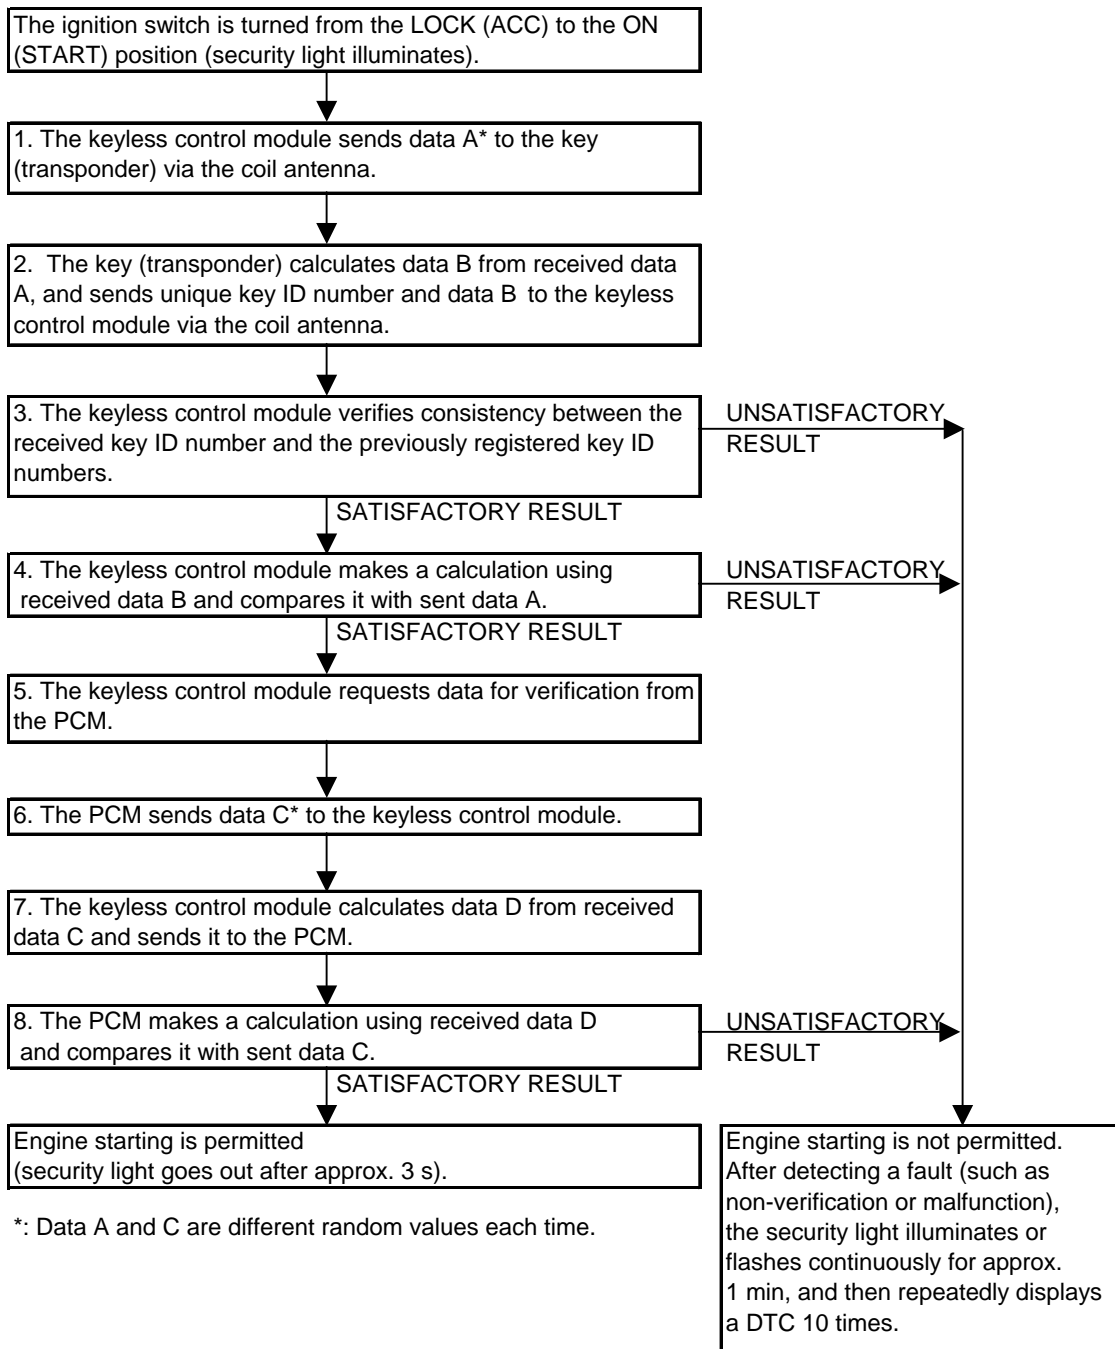 The ignition switch is turned from the LOCK (ACC) to the ON
(START) position (security light illuminates).
1. The keyless control module sends data A* to the key
(transponder) via the coil antenna.
2. The key (transponder) calculates data B from received data
A, and sends unique key ID number and data B to the keyless
control module via the coil antenna.
3. The keyless control module verifies consistency between the
received key ID number and the previously registered key ID
numbers.
UNSATISFACTORY
RESULT
SATISFACTORY RESULT
4. The keyless control module makes a calculation using
received data B and compares it with sent data A.
UNSATISFACTORY
RESULT
SATISFACTORY RESULT
5. The keyless control module requests data for verification from
the PCM.
6. The PCM sends data C* to the keyless control module.
7. The keyless control module calculates data D from received
data C and sends it to the PCM.
8. The PCM makes a calculation using received data D
and compares it with sent data C.
UNSATISFACTORY
RESULT
SATISFACTORY RESULT
Engine starting is permitted
(security light goes out after approx. 3 s).
Engine starting is not permitted.
After detecting a fault (such as
non-verification or malfunction),
the security light illuminates or
flashes continuously for approx.
1 min, and then repeatedly displays
a DTC 10 times.
*: Data A and C are different random values each time.